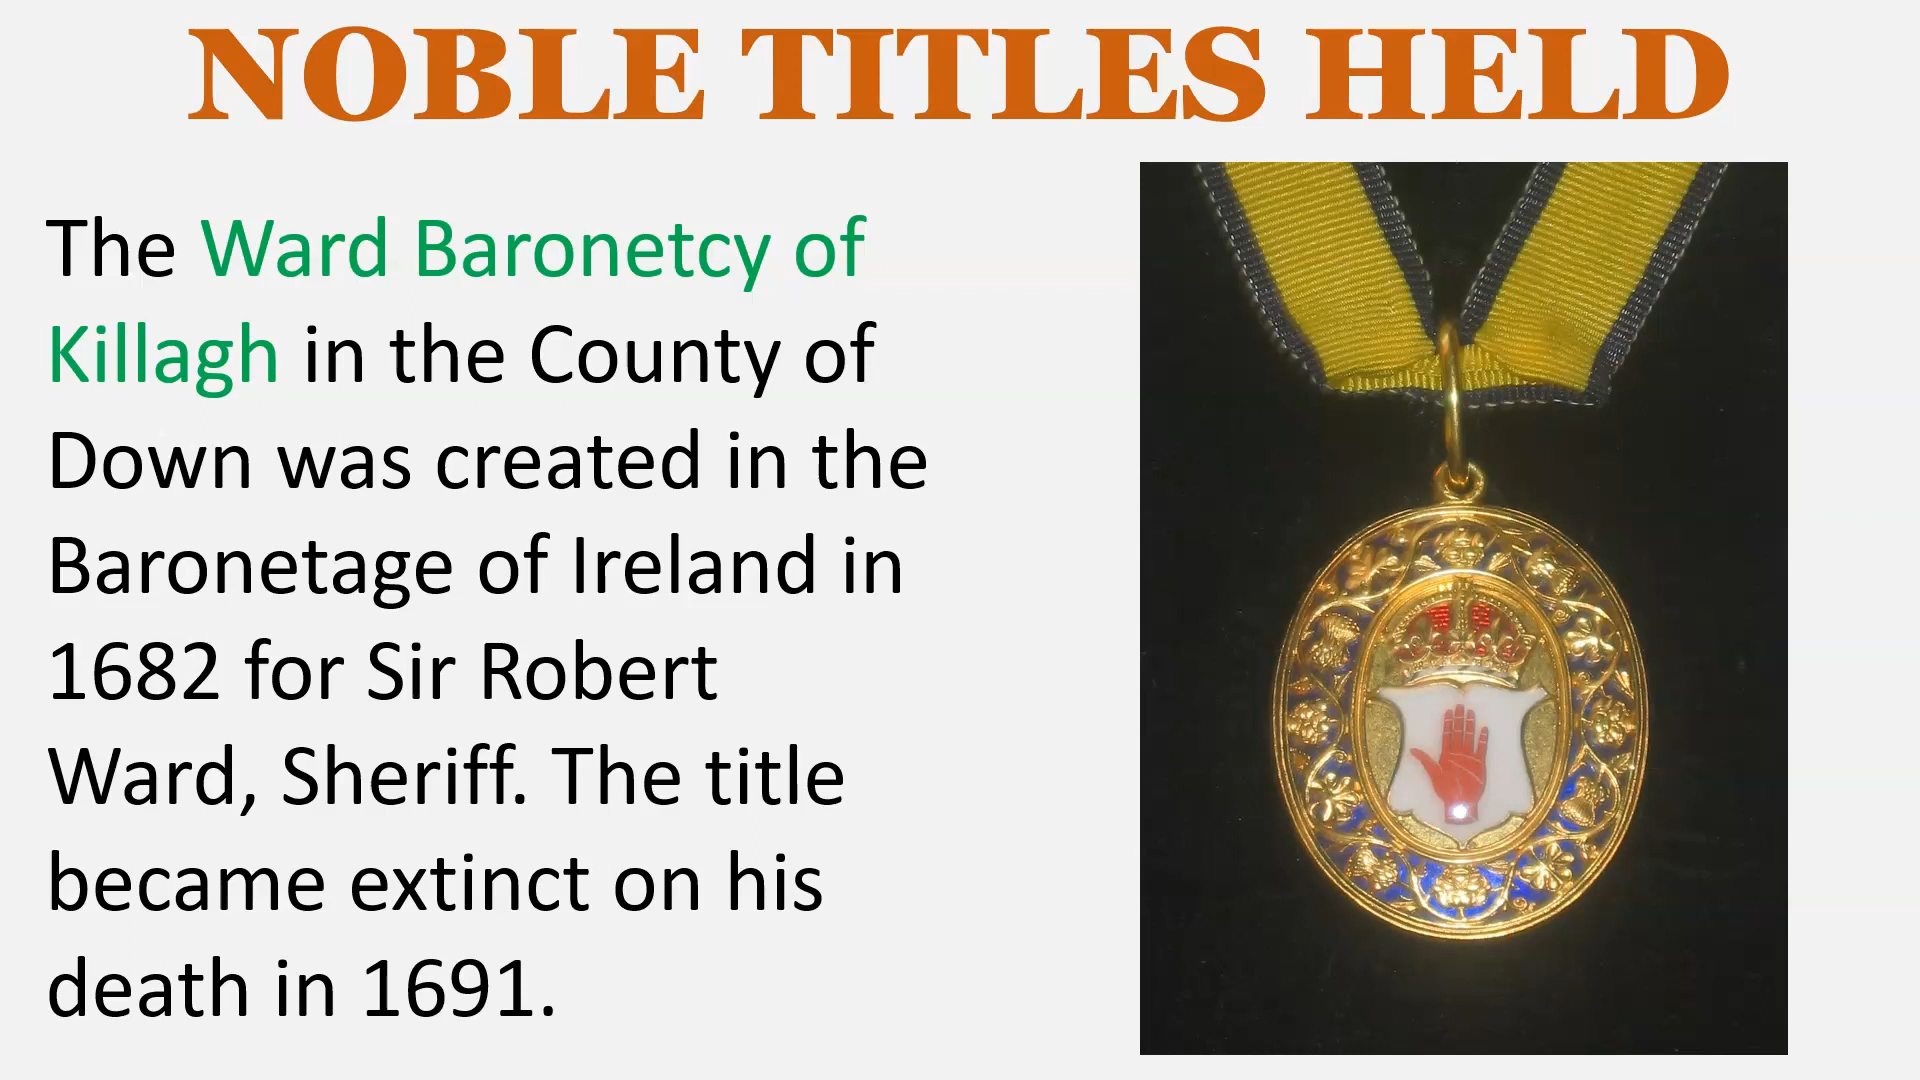 NOBLE TITLES HELD
The Ward Baronetcy of
Killagh in the County of
Down was created in the
Baronetage of Ireland in
1682 for Sir Robert
Ward, Sheriff. The title
became extinct on his
death in 1691.